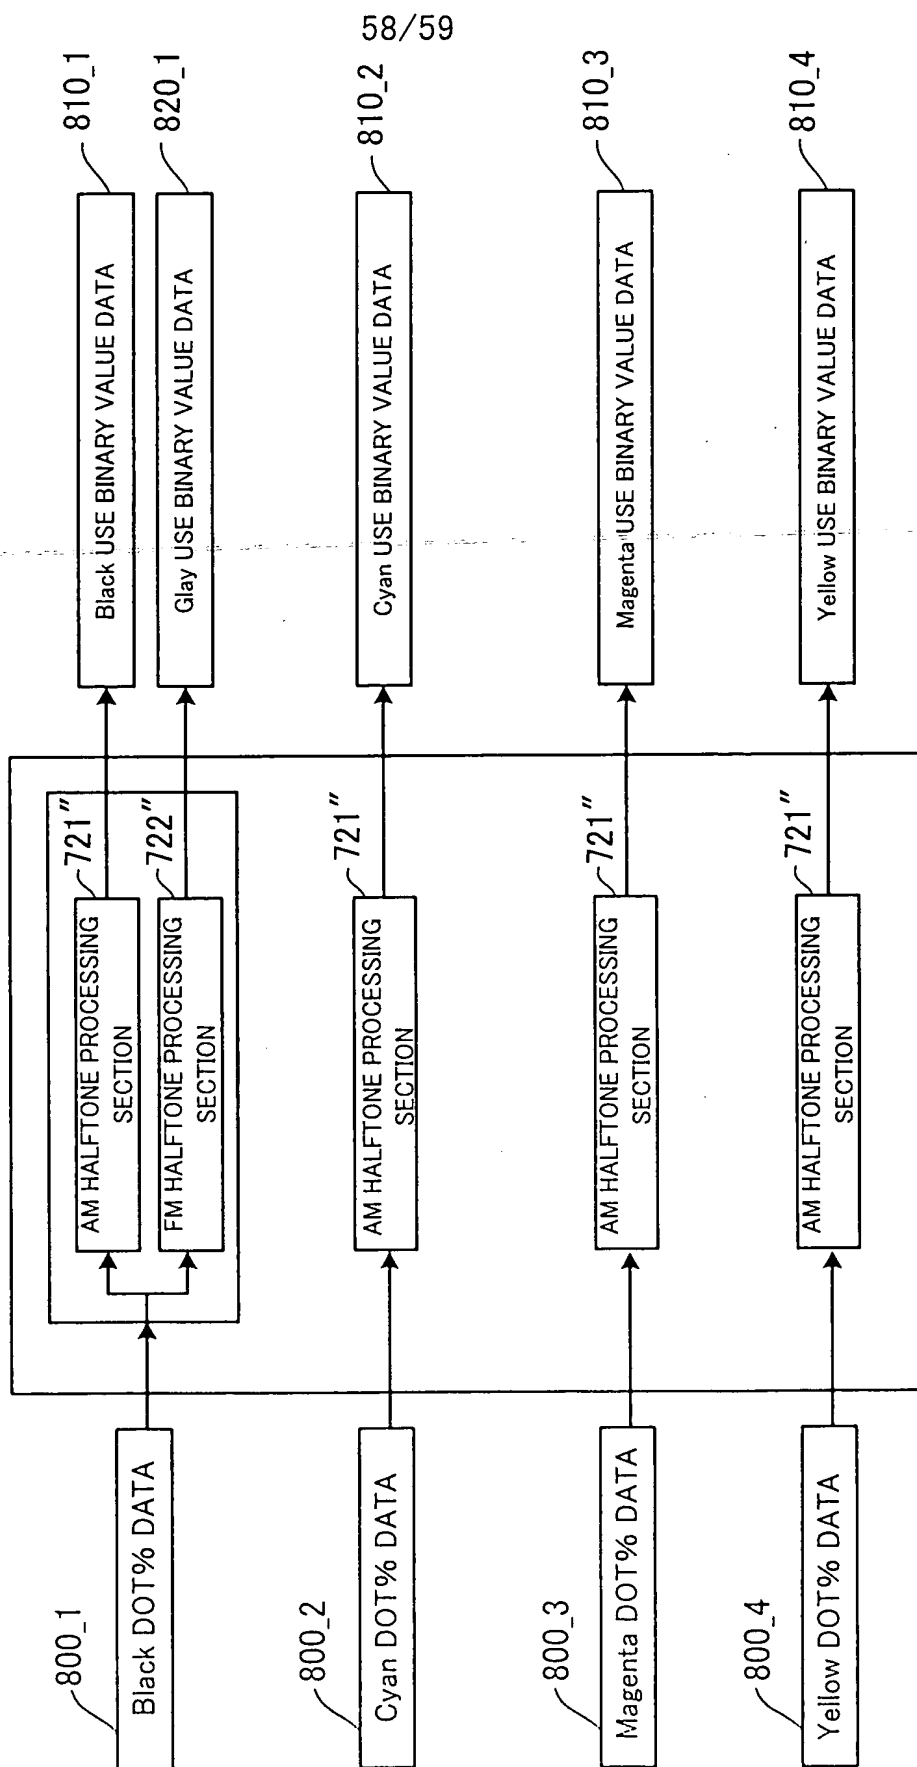 58/59
800_1
Black DOT% DATA
AM HALFTONE PROCESSING
SECTION
721"
FM HALFTONE PROCESSING
SECTION
722"
Black USE BINARY VALUE DATA
810_1
Glay USE BINARY VALUE DATA
820_1
800_2
Cyan DOT% DATA
AM HALFTONE PROCESSING
SECTION
721"
Cyan USE BINARY VALUE DATA
810_2
800_3
Magenta DOT% DATA
AM HALFTONE PROCESSING
SECTION
721"
Magenta USE BINARY VALUE DATA
810_3
800_4
Yellow DOT% DATA
AM HALFTONE PROCESSING
SECTION
721"
Yellow USE BINARY VALUE DATA
810_4